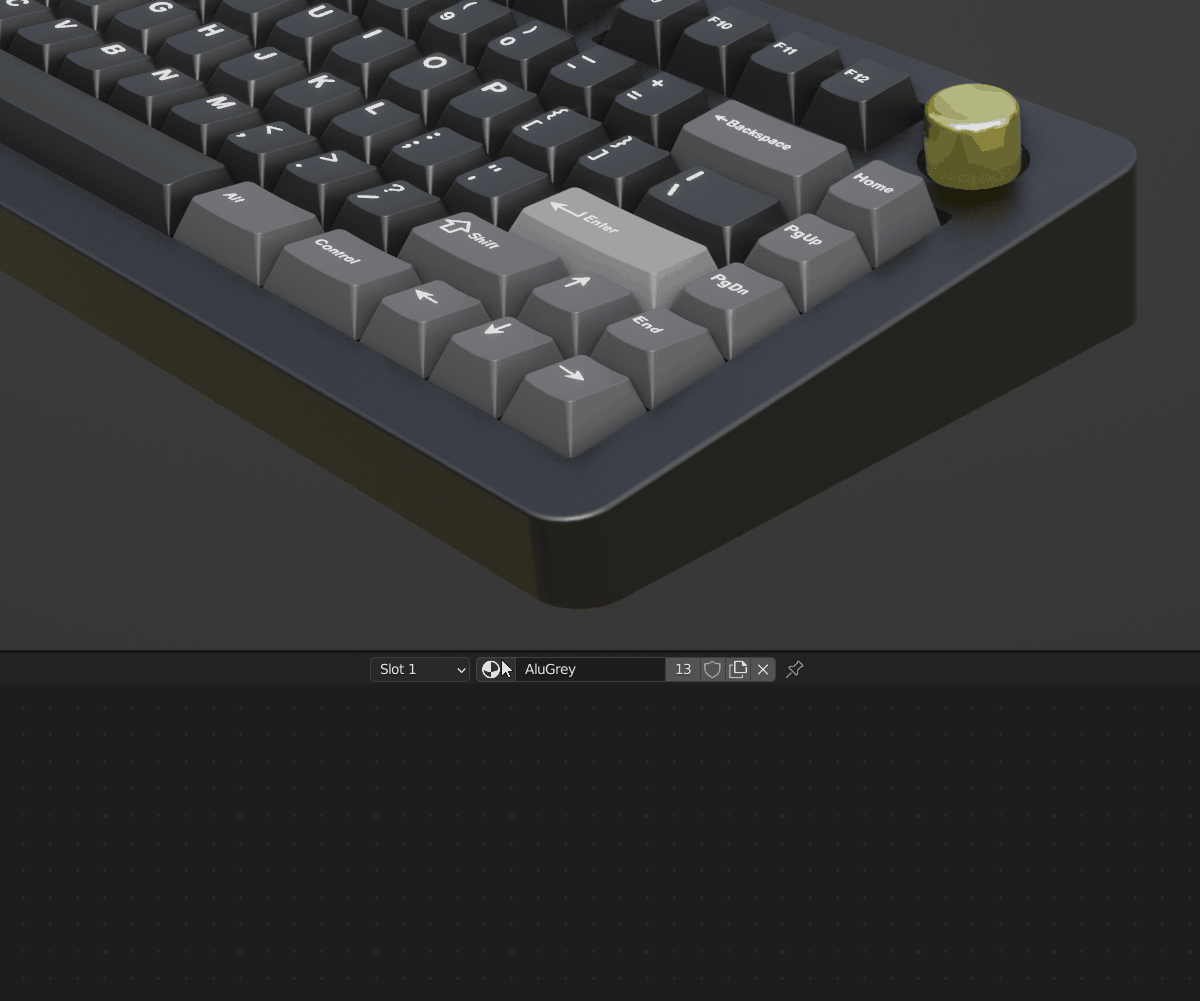 C V B N M , <
G H J K L : ; . >
U I O P { [ " ' / ?
9 ( 0 ) - _ = + } ] \ |
F10
F11
F12
Backspace
Home
Alt
Control
Shift
Enter
PgUp
PgDn
End
Slot 1
AluGrey
13